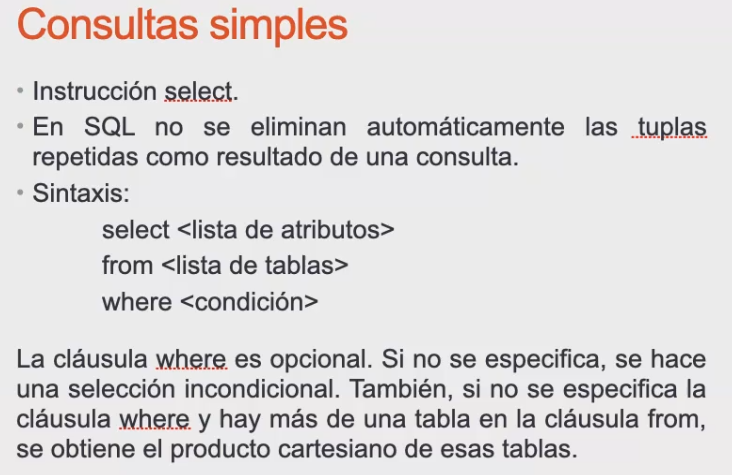 Consultas simples
• Instrucción select.
• En SQL no se eliminan automáticamente las tuplas
repetidas como resultado de una consulta.
• Sintaxis:
select <lista de atributos>
from <lista de tablas>
where <condición>
La cláusula where es opcional. Si no se especifica, se hace
una selección incondicional. También, si no se especifica la
cláusula where y hay más de una tabla en la cláusula from,
se obtiene el producto cartesiano de esas tablas.